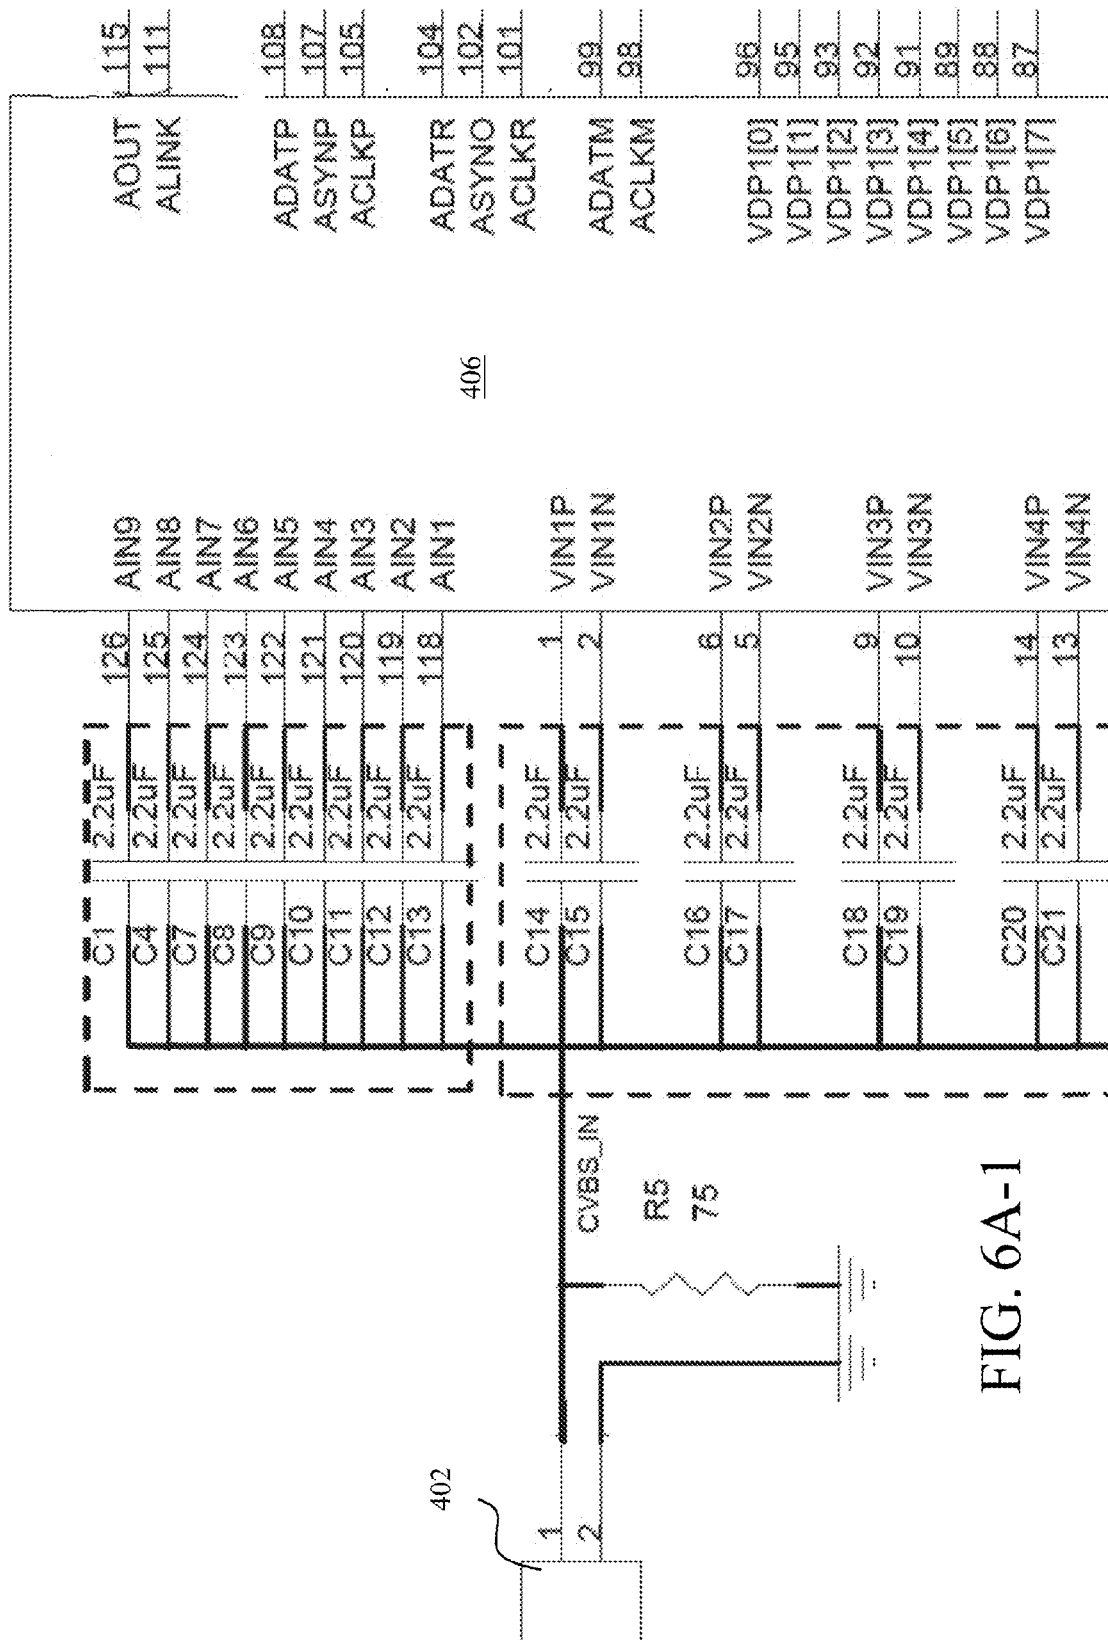 402
1
2
CVBS_IN
R5
75
C1 2.2uF 126 AIN9
C4 2.2uF 125 AIN8
C7 2.2uF 124 AIN7
C8 2.2uF 123 AIN6
C9 2.2uF 122 AIN5
C10 2.2uF 121 AIN4
C11 2.2uF 120 AIN3
C12 2.2uF 119 AIN2
C13 2.2uF 118 AIN1
C14 2.2uF 1 VIN1P
C15 2.2uF 2 VIN1N
C16 2.2uF 6 VIN2P
C17 2.2uF 5 VIN2N
C18 2.2uF 9 VIN3P
C19 2.2uF 10 VIN3N
C20 2.2uF 14 VIN4P
C21 2.2uF 13 VIN4N
406
AOUT 115
ALINK 111
ADATP 108
ASYNP 107
ACLKP 105
ADATR 104
ASYNO 102
ACLKR 101
ADATM 99
ACLKM 98
VDP1[0] 96
VDP1[1] 95
VDP1[2] 93
VDP1[3] 92
VDP1[4] 91
VDP1[5] 89
VDP1[6] 88
VDP1[7] 87
FIG. 6A-1